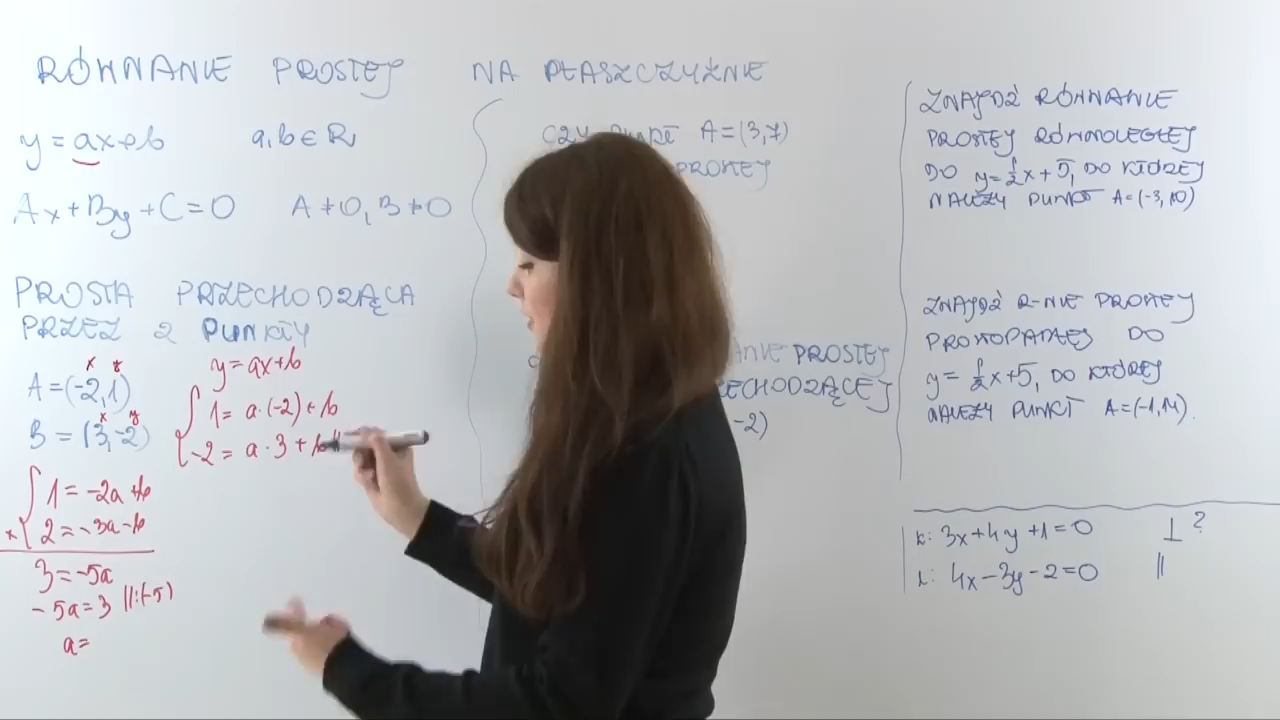 RÓWNANIE PROSTEJ NA PŁASZCZYŹNIE
y = ax+b a,b ∈ R
Ax+By+C=0 A≠0, B≠0
PROSTA PRZECHODZĄCA
PRZEZ 2 PUNKTY
x y
A=(-2,1)
x y
B=(3,-2)
1=-2a+b
2=-3a-b
3=-5a
-5a=3 ||:(-5)
a=
y=ax+b
1= a·(-2)+b
-2= a·3+b
CZY PUNKT A=(3,7)
PROSTEJ
PROSTEJ
-2)
ZNAJDŹ RÓWNANIE
PROSTEJ RÓWNOLEGŁEJ
DO y=½x+5, DO KTÓREJ
NALEŻY PUNKT A=(-3,10)
ZNAJDŹ R-NIE PROSTEJ
PROSTOPADŁEJ DO
y=½x+5, DO KTÓREJ
NALEŻY PUNKT A=(-1,14).
k: 3x+4y+1=0 ⊥ ?
l: 4x-3y-2=0 ||